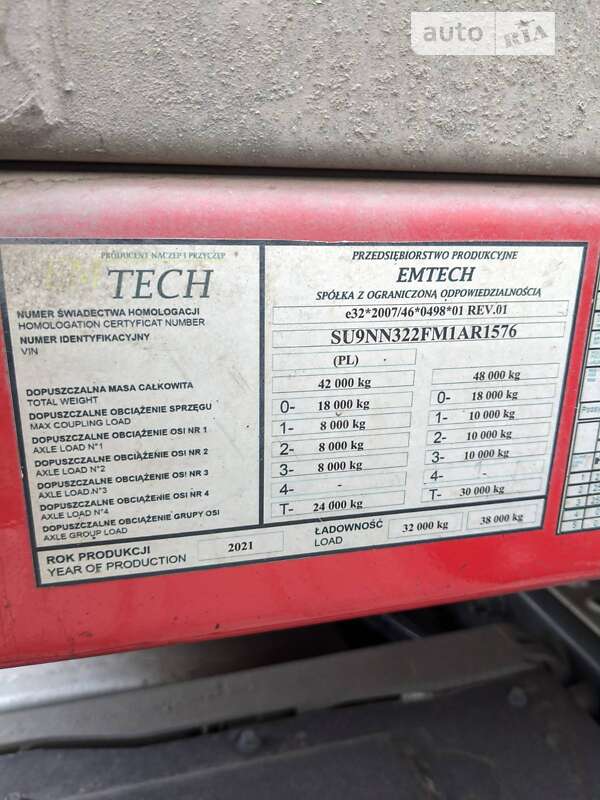 auto RIA
PRODUCENT NACZEP I PRZYCZEP
TECH
NUMER ŚWIADECTWA HOMOLOGACJI
HOMOLOGATION CERTYFICAT NUMBER
NUMER IDENTYFIKACYJNY
VIN
DOPUSZCZALNA MASA CAŁKOWITA
TOTAL WEIGHT
DOPUSZCZALNE OBCIĄŻENIE SPRZĘGU
MAX COUPLING LOAD
DOPUSZCZALNE OBCIĄŻENIE OSI NR 1
AXLE LOAD N°1
DOPUSZCZALNE OBCIĄŻENIE OSI NR 2
AXLE LOAD N°2
DOPUSZCZALNE OBCIĄŻENIE OSI NR 3
AXLE LOAD N°3
DOPUSZCZALNE OBCIĄŻENIE OSI NR 4
AXLE LOAD N°4
DOPUSZCZALNE OBCIĄŻENIE GRUPY OSI
AXLE GROUP LOAD
PRZEDSIĘBIORSTWO PRODUKCYJNE
EMTECH
SPÓŁKA Z OGRANICZONĄ ODPOWIEDZIALNOŚCIĄ
e32*2007/46*0498*01 REV.01
SU9NN322FM1AR1576
(PL)
42 000 kg 48 000 kg
0- 18 000 kg 0- 18 000 kg
1- 8 000 kg 1- 10 000 kg
2- 8 000 kg 2- 10 000 kg
3- 8 000 kg 3- 10 000 kg
4- - 4- -
T- 24 000 kg T- 30 000 kg
ROK PRODUKCJI 2021 ŁADOWNOŚĆ 32 000 kg 38 000 kg
YEAR OF PRODUCTION LOAD